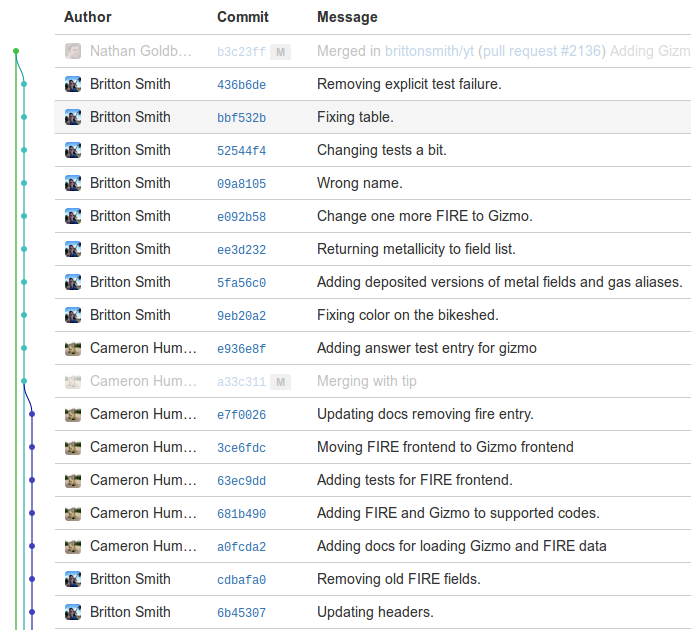 Author Commit Message
Nathan Goldb... b3c23ff M Merged in brittonsmith/yt (pull request #2136) Adding Gizm
Britton Smith 436b6de Removing explicit test failure.
Britton Smith bbf532b Fixing table.
Britton Smith 52544f4 Changing tests a bit.
Britton Smith 09a8105 Wrong name.
Britton Smith e092b58 Change one more FIRE to Gizmo.
Britton Smith ee3d232 Returning metallicity to field list.
Britton Smith 5fa56c0 Adding deposited versions of metal fields and gas aliases.
Britton Smith 9eb20a2 Fixing color on the bikeshed.
Cameron Hum... e936e8f Adding answer test entry for gizmo
Cameron Hum... a33c311 M Merging with tip
Cameron Hum... e7f0026 Updating docs removing fire entry.
Cameron Hum... 3ce6fdc Moving FIRE frontend to Gizmo frontend
Cameron Hum... 63ec9dd Adding tests for FIRE frontend.
Cameron Hum... 681b490 Adding FIRE and Gizmo to supported codes.
Cameron Hum... a0fcda2 Adding docs for loading Gizmo and FIRE data
Britton Smith cdbafa0 Removing old FIRE fields.
Britton Smith 6b45307 Updating headers.